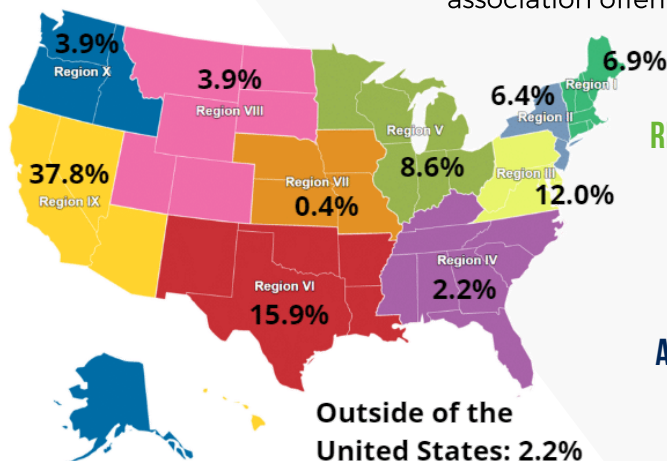 association offen
3.9%
Region X
3.9%
Region VIII
6.9%
Region I
6.4%
Region II
Region V
8.6%
Region III
12.0%
37.8%
Region IX
Region VII
0.4%
Region IV
2.2%
Region VI
15.9%
R
A
Outside of the
United States: 2.2%